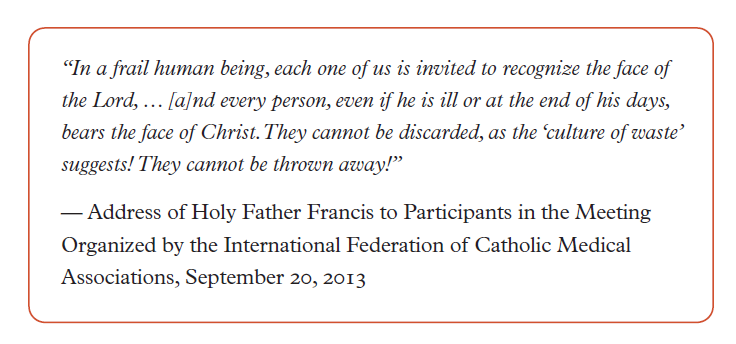 “In a frail human being, each one of us is invited to recognize the face of
the Lord, … [a]nd every person, even if he is ill or at the end of his days,
bears the face of Christ. They cannot be discarded, as the ‘culture of waste’
suggests! They cannot be thrown away!”
— Address of Holy Father Francis to Participants in the Meeting
Organized by the International Federation of Catholic Medical
Associations, September 20, 2013